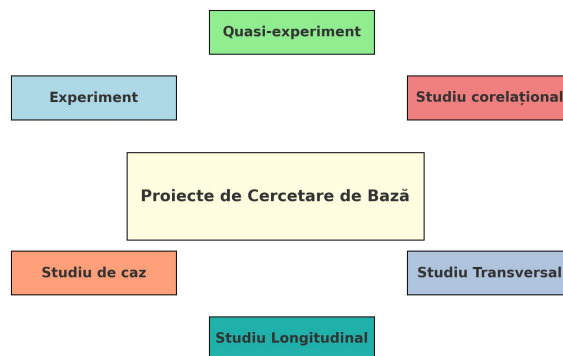 Quasi-experiment
Experiment
Studiu corelațional
Proiecte de Cercetare de Bază
Studiu de caz
Studiu Transversal
Studiu Longitudinal